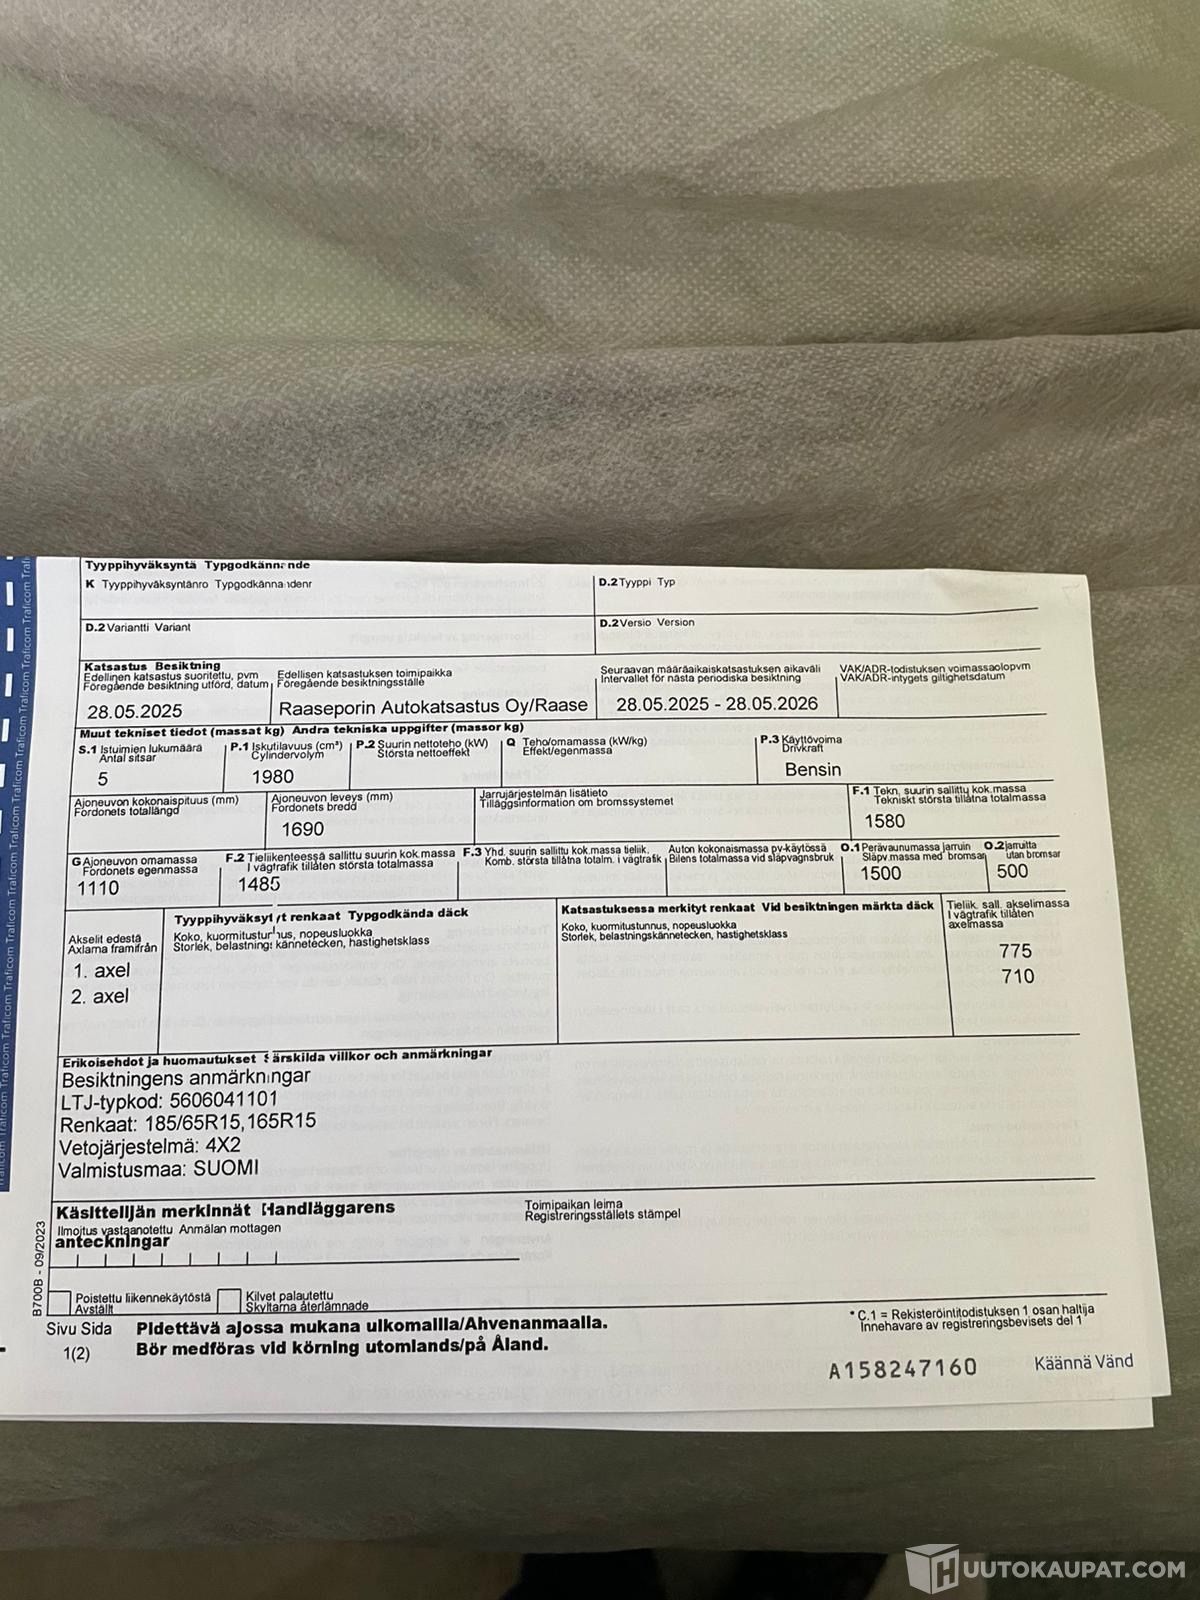 Tyyppihyväksyntä Typgodkännande
K Tyyppihyväksyntänro Typgodkännandenr
D.2 Tyyppi Typ
D.2 Variantti Variant
D.2 Versio Version
Katsastus Besiktning
Edellinen katsastus suoritettu, pvm
Föregående besiktning utförd, datum
28.05.2025
Edellisen katsastuksen toimipaikka
Föregående besiktningsställe
Raaseporin Autokatsastus Oy/Raase
Seuraavan määräaikaiskatsastuksen aikaväli
Intervallet för nästa periodiska besiktning
28.05.2025 - 28.05.2026
VAK/ADR-todistuksen voimassaolopvm
VAK/ADR-intygets giltighetsdatum
Muut tekniset tiedot (massat kg) Andra tekniska uppgifter (massor kg)
S.1 Istuimien lukumäärä
Antal sitsar
5
P.1 Iskutilavuus (cm³)
Cylindervolym
1980
P.2 Suurin nettoteho (kW)
Största nettoeffekt
Q Teho/omamassa (kW/kg)
Effekt/egenmassa
P.3 Käyttövoima
Drivkraft
Bensin
Ajoneuvon kokonaispituus (mm)
Fordonets totallängd
Ajoneuvon leveys (mm)
Fordonets bredd
1690
Jarrujärjestelmän lisätieto
Tilläggsinformation om bromssystemet
F.1 Tekn. suurin sallittu kok.massa
Tekniskt största tillåtna totalmassa
1580
G Ajoneuvon omamassa
Fordonets egenmassa
1110
F.2 Tieliikenteessä sallittu suurin kok.massa
I vägtrafik tillåten största totalmassa
1485
F.3 Yhd. suurin sallittu kok.massa tieliik.
Komb. största tillåtna totalm. i vägtrafik
Auton kokonaismassa pv-käytössä
Bilens totalmassa vid släpvagnsbruk
O.1 Perävaunumassa jarruin
Släpv.massa med bromsar
1500
O.2 jarruitta
utan bromsar
500
Akselit edestä
Axlarna framifrån
1. axel
2. axel
Tyyppihyväksytyt renkaat Typgodkända däck
Koko, kuormitustunnus, nopeusluokka
Storlek, belastningskännetecken, hastighetsklass
Katsastuksessa merkityt renkaat Vid besiktningen märkta däck
Koko, kuormitustunnus, nopeusluokka
Storlek, belastningskännetecken, hastighetsklass
Tieliik. sall. akselimassa
I vägtrafik tillåten
axelmassa
775
710
Erikoisehdot ja huomautukset Särskilda villkor och anmärkningar
Besiktningens anmärkningar
LTJ-typkod: 5606041101
Renkaat: 185/65R15,165R15
Vetojärjestelmä: 4X2
Valmistusmaa: SUOMI
Käsittelijän merkinnät Handläggarens
Ilmoitus vastaanotettu Anmälan mottagen
anteckningar
Toimipaikan leima
Registreringsställets stämpel
Poistettu liikennekäytöstä
Avställt
Kilvet palautettu
Skyltarna återlämnade
B700B - 09/2023
Sivu Sida
1(2)
Pidettävä ajossa mukana ulkomailla/Ahvenanmaalla.
Bör medföras vid körning utomlands/på Åland.
* C.1 = Rekisteröintitodistuksen 1 osan haltija
Innehavare av registreringsbevisets del 1
A158247160
Käännä Vänd
Traficom Traficom Traficom Traficom Traficom Traficom Traficom Traficom
HUUTOKAUPAT.COM